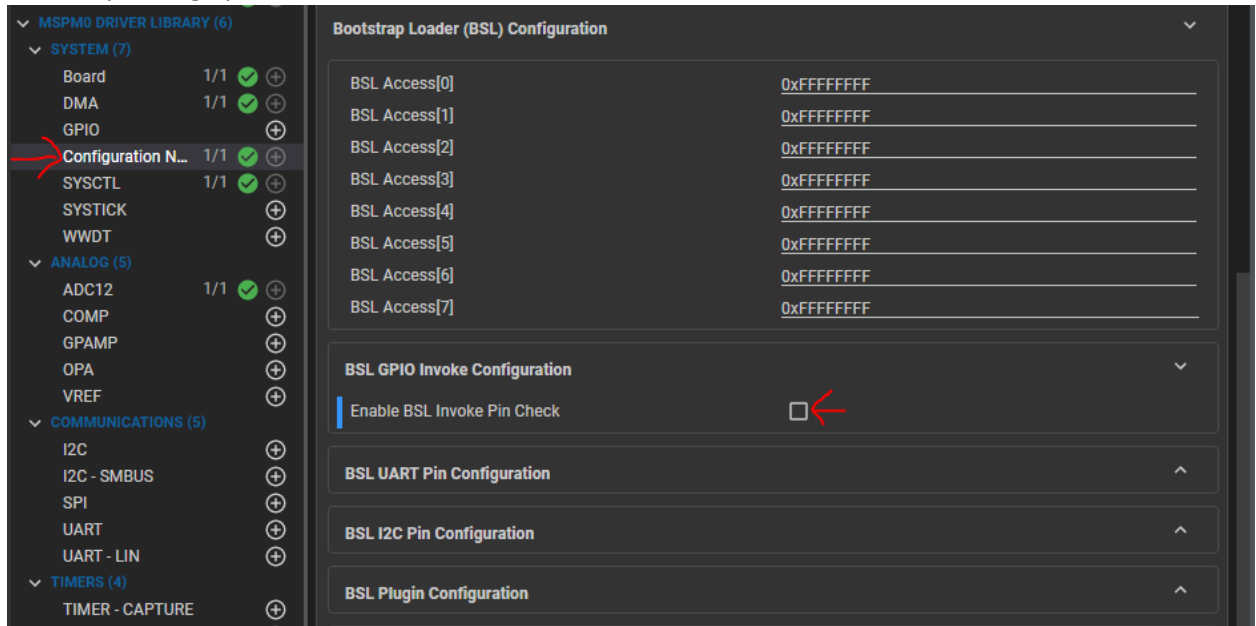 MSPM0 DRIVER LIBRARY (6)
SYSTEM (7)
Board 1/1
DMA 1/1
GPIO
Configuration N... 1/1
SYSCTL 1/1
SYSTICK
WWDT
ANALOG (5)
ADC12 1/1
COMP
GPAMP
OPA
VREF
COMMUNICATIONS (5)
I2C
I2C - SMBUS
SPI
UART
UART - LIN
TIMERS (4)
TIMER - CAPTURE
Bootstrap Loader (BSL) Configuration
BSL Access[0] 0xFFFFFFFF
BSL Access[1] 0xFFFFFFFF
BSL Access[2] 0xFFFFFFFF
BSL Access[3] 0xFFFFFFFF
BSL Access[4] 0xFFFFFFFF
BSL Access[5] 0xFFFFFFFF
BSL Access[6] 0xFFFFFFFF
BSL Access[7] 0xFFFFFFFF
BSL GPIO Invoke Configuration
Enable BSL Invoke Pin Check
BSL UART Pin Configuration
BSL I2C Pin Configuration
BSL Plugin Configuration